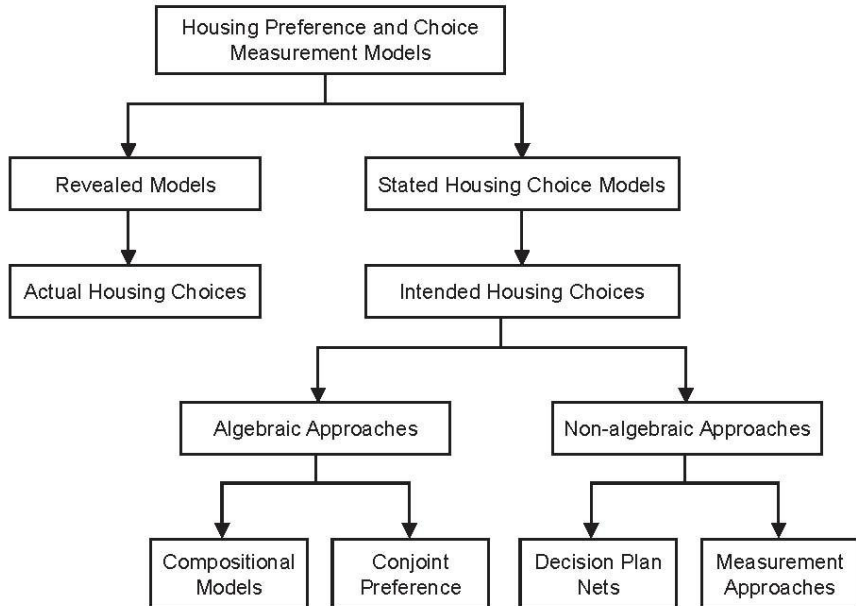 Housing Preference and Choice
Measurement Models
Revealed Models
Stated Housing Choice Models
Actual Housing Choices
Intended Housing Choices
Algebraic Approaches
Non-algebraic Approaches
Compositional
Models
Conjoint
Preference
Decision Plan
Nets
Measurement
Approaches